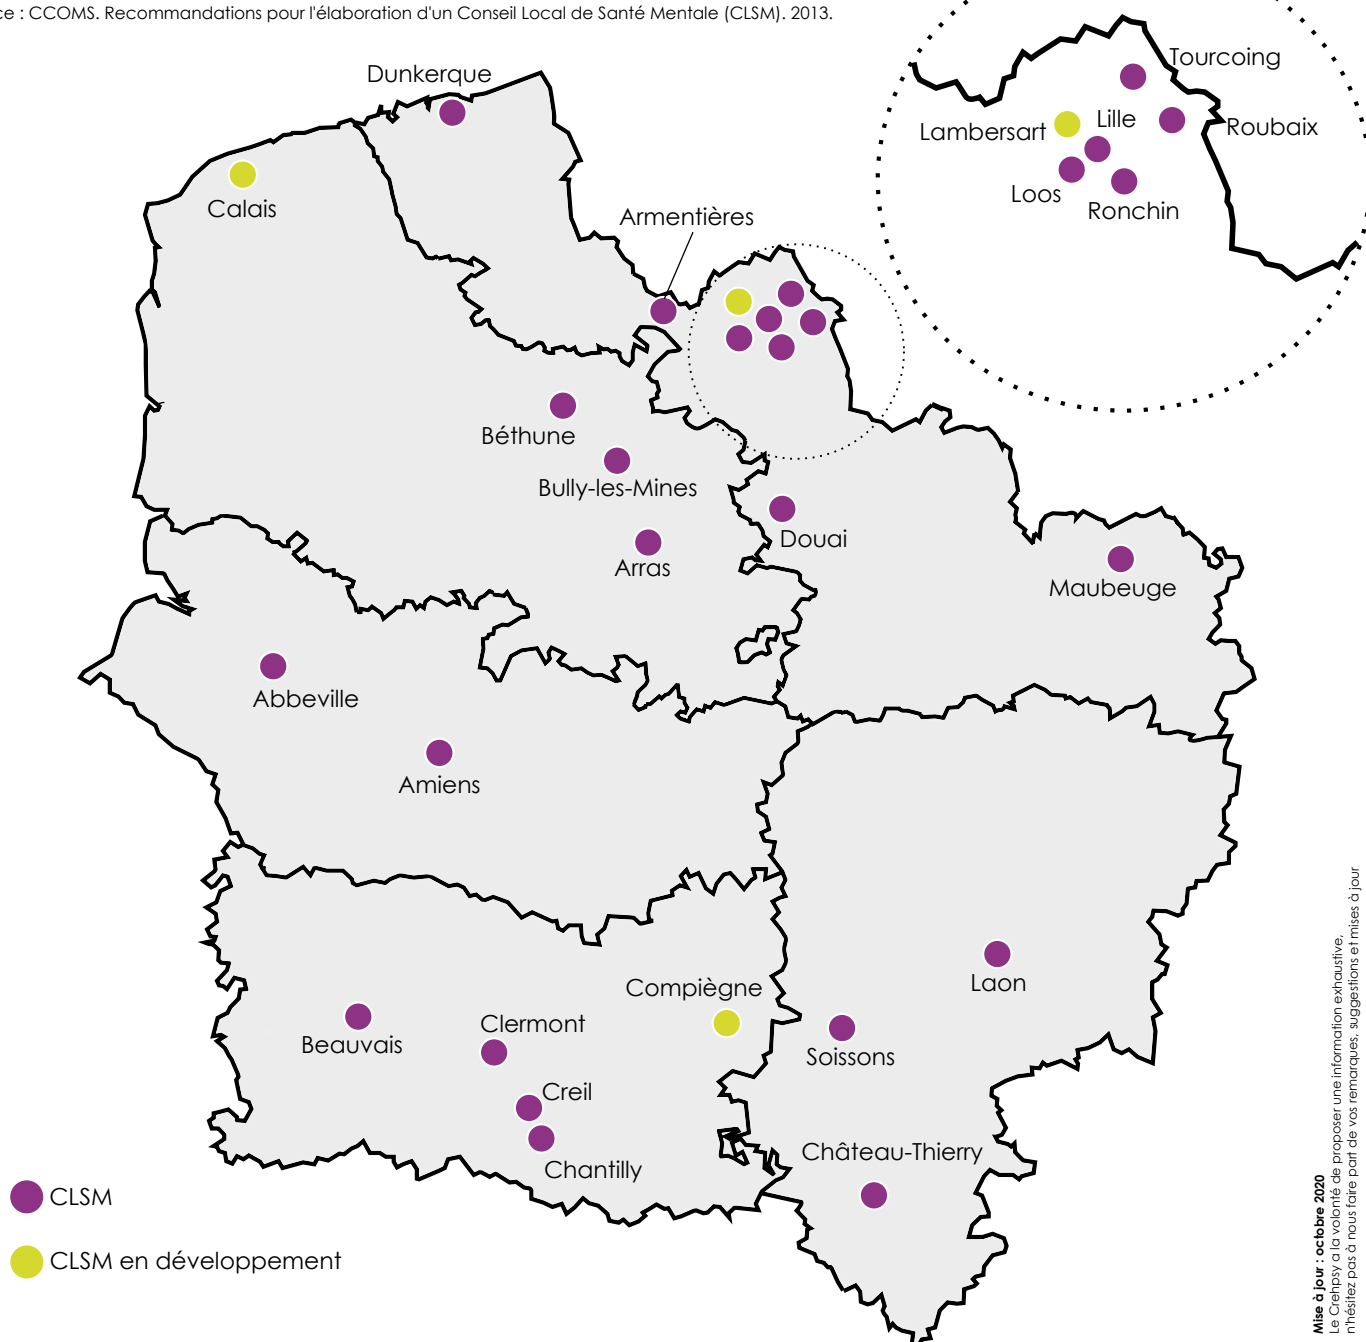 : CCOMS. Recommandations pour l'élaboration d'un Conseil Local de Santé Mentale (CLSM). 2013.
Dunkerque
Tourcoing
Lambersart
Lille
Roubaix
Loos
Ronchin
Calais
Armentières
Béthune
Bully-les-Mines
Douai
Arras
Maubeuge
Abbeville
Amiens
Compiègne
Laon
Beauvais
Clermont
Soissons
Creil
Château-Thierry
Chantilly
CLSM
CLSM en développement
Mise à jour : octobre 2020
Le Crehpsy a la volonté de proposer une information exhaustive,
n'hésitez pas à nous faire part de vos remarques, suggestions et mises à jour